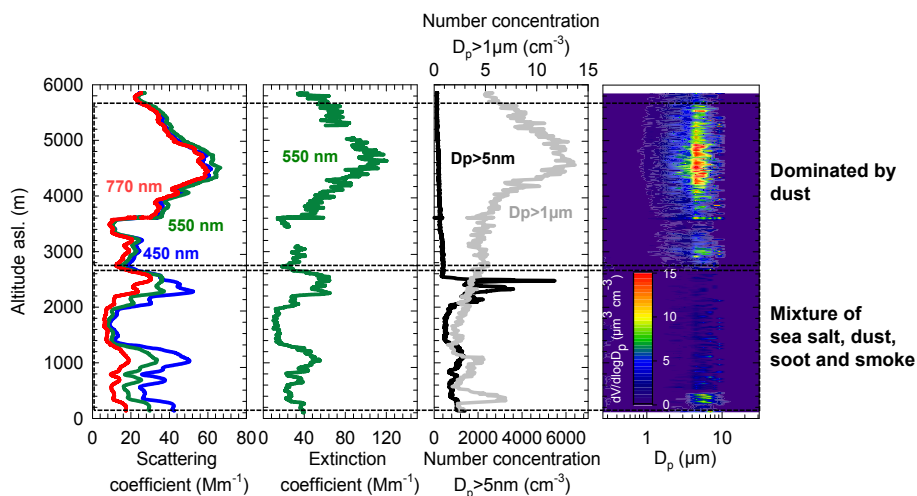 Number concentration
Dp>1µm (cm-3)
0 5 10 15
6000
5000
4000
3000
2000
1000
0
Altitude asl. (m)
770 nm
550 nm
450 nm
0 20 40 60 80
Scattering
coefficient (Mm-1)
550 nm
0 40 80 120
Extinction
coefficient (Mm-1)
Dp>5nm
Dp>1µm
0 2000 4000 6000
Number concentration
Dp>5nm (cm-3)
15
10
5
0
dV/dlogDp (µm3 cm-3)
1 10
Dp (µm)
Dominated by
dust
Mixture of
sea salt, dust,
soot and smoke